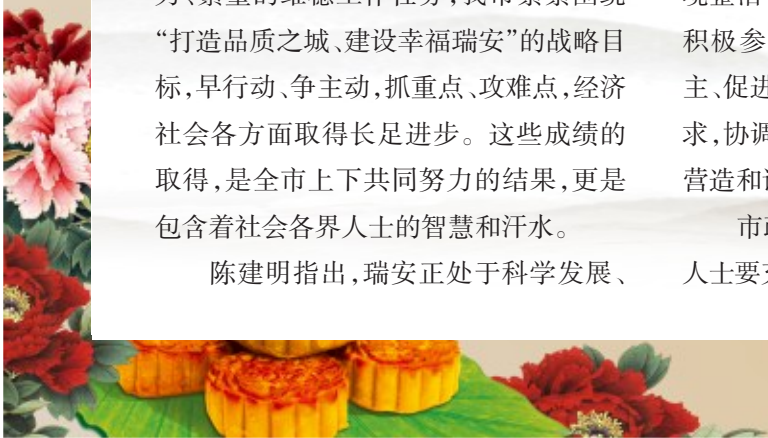 “打造品质之城、建设幸福瑞安”的战略目
标,早行动、争主动,抓重点、攻难点,经济
社会各方面取得长足进步。这些成绩的
取得,是全市上下共同努力的结果,更是
包含着社会各界人士的智慧和汗水。
陈建明指出,瑞安正处于科学发展、
积极参
主、促进
求,协调
营造和
市
人士要